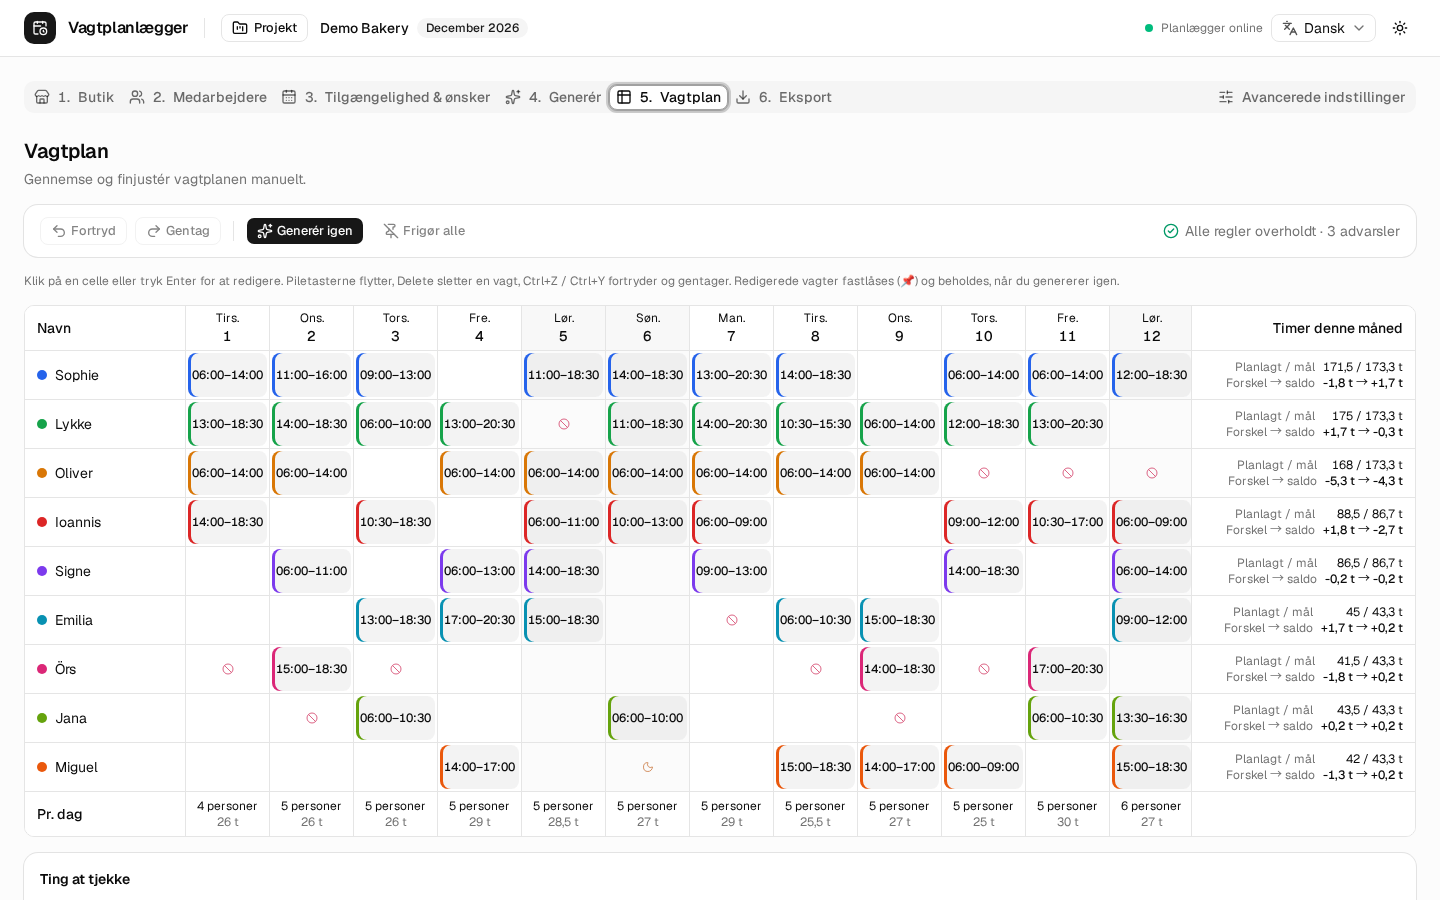 Vagtplanlægger
Projekt
Demo Bakery
December 2026
Planlægger online
Dansk
1. Butik
2. Medarbejdere
3. Tilgængelighed & ønsker
4. Generér
5. Vagtplan
6. Eksport
Avancerede indstillinger
Vagtplan
Gennemse og finjustér vagtplanen manuelt.
Fortryd
Gentag
Generér igen
Frigør alle
Alle regler overholdt · 3 advarsler
Klik på en celle eller tryk Enter for at redigere. Piletasterne flytter, Delete sletter en vagt, Ctrl+Z / Ctrl+Y fortryder og gentager. Redigerede vagter fastlåses (📌) og beholdes, når du genererer igen.
Navn Tirs. 1 Ons. 2 Tors. 3 Fre. 4 Lør. 5 Søn. 6 Man. 7 Tirs. 8 Ons. 9 Tors. 10 Fre. 11 Lør. 12 Timer denne måned
Sophie 06:00–14:00 11:00–16:00 09:00–13:00 11:00–18:30 14:00–18:30 13:00–20:30 14:00–18:30 06:00–14:00 06:00–14:00 12:00–18:30 Planlagt / mål 171,5 / 173,3 t
Forskel → saldo -1,8 t → +1,7 t
Lykke 13:00–18:30 14:00–18:30 06:00–10:00 13:00–20:30 11:00–18:30 14:00–20:30 10:30–15:30 06:00–14:00 12:00–18:30 13:00–20:30 Planlagt / mål 175 / 173,3 t
Forskel → saldo +1,7 t → -0,3 t
Oliver 06:00–14:00 06:00–14:00 06:00–14:00 06:00–14:00 06:00–14:00 06:00–14:00 06:00–14:00 06:00–14:00 Planlagt / mål 168 / 173,3 t
Forskel → saldo -5,3 t → -4,3 t
Ioannis 14:00–18:30 10:30–18:30 06:00–11:00 10:00–13:00 06:00–09:00 09:00–12:00 10:30–17:00 06:00–09:00 Planlagt / mål 88,5 / 86,7 t
Forskel → saldo +1,8 t → -2,7 t
Signe 06:00–11:00 06:00–13:00 14:00–18:30 09:00–13:00 14:00–18:30 06:00–14:00 Planlagt / mål 86,5 / 86,7 t
Forskel → saldo -0,2 t → -0,2 t
Emilia 13:00–18:30 17:00–20:30 15:00–18:30 06:00–10:30 15:00–18:30 09:00–12:00 Planlagt / mål 45 / 43,3 t
Forskel → saldo +1,7 t → +0,2 t
Örs 15:00–18:30 14:00–18:30 17:00–20:30 Planlagt / mål 41,5 / 43,3 t
Forskel → saldo -1,8 t → +0,2 t
Jana 06:00–10:30 06:00–10:00 06:00–10:30 13:30–16:30 Planlagt / mål 43,5 / 43,3 t
Forskel → saldo +0,2 t → +0,2 t
Miguel 14:00–17:00 15:00–18:30 14:00–17:00 06:00–09:00 15:00–18:30 Planlagt / mål 42 / 43,3 t
Forskel → saldo -1,3 t → +0,2 t
Pr. dag 4 personer 5 personer 5 personer 5 personer 5 personer 5 personer 5 personer 5 personer 5 personer 5 personer 5 personer 6 personer
26 t 26 t 26 t 29 t 28,5 t 27 t 29 t 25,5 t 27 t 25 t 30 t 27 t
Ting at tjekke